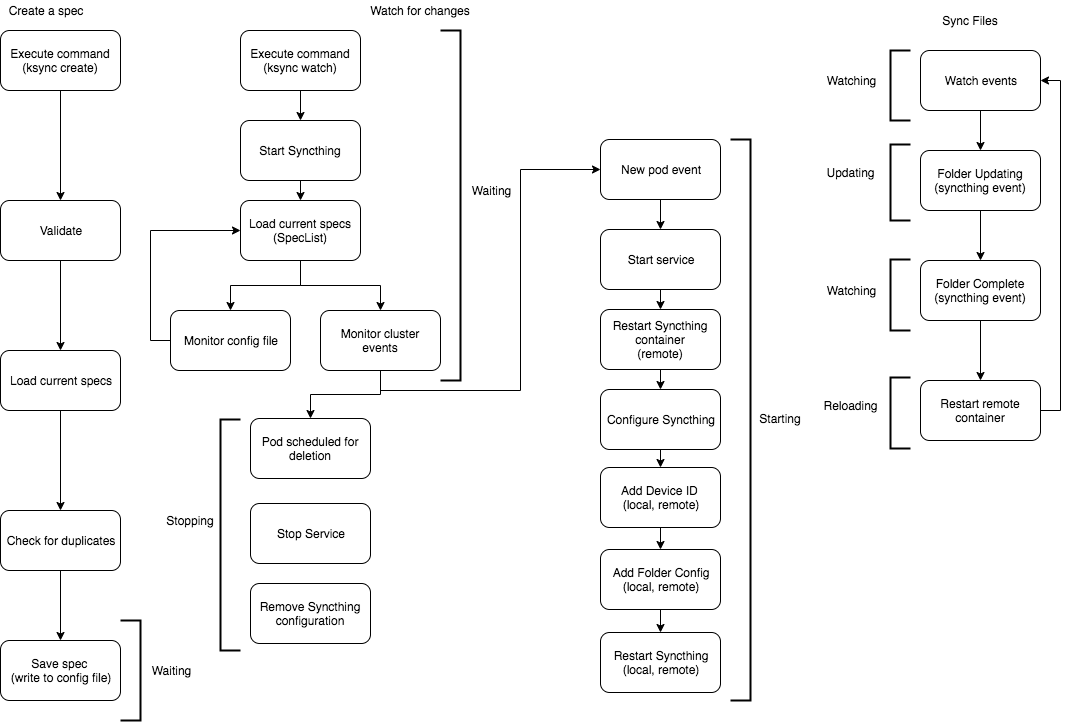 Create a spec
Execute command
(ksync create)
Validate
Load current specs
Check for duplicates
Save spec
(write to config file)
Waiting
Watch for changes
Execute command
(ksync watch)
Start Syncthing
Load current specs
(SpecList)
Monitor config file
Monitor cluster
events
Waiting
Pod scheduled for
deletion
Stop Service
Remove Syncthing
configuration
Stopping
New pod event
Start service
Restart Syncthing
container
(remote)
Configure Syncthing
Add Device ID
(local, remote)
Add Folder Config
(local, remote)
Restart Syncthing
(local, remote)
Starting
Sync Files
Watching
Watch events
Updating
Folder Updating
(syncthing event)
Watching
Folder Complete
(syncthing event)
Reloading
Restart remote
container